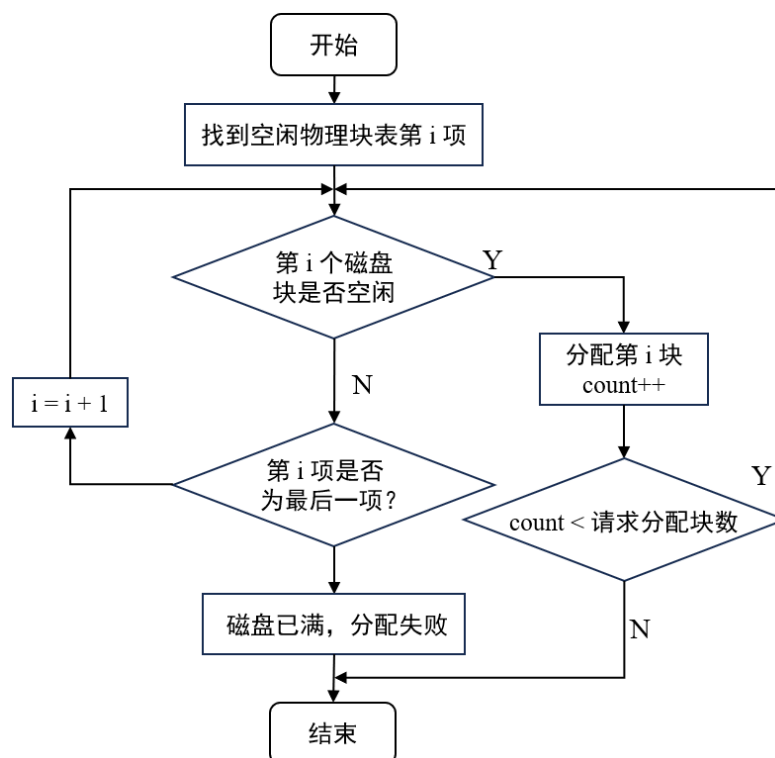 开始
找到空闲物理块表第 i 项
第 i 个磁盘
块是否空闲
Y
分配第 i 块
count++
i = i + 1
N
第 i 项是否
为最后一项?
Y
count < 请求分配块数
磁盘已满，分配失败
N
结束